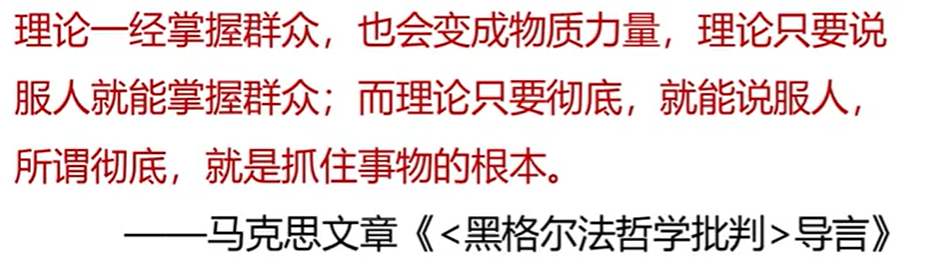 理论一经掌握群众，也会变成物质力量，理论只要说
服人就能掌握群众；而理论只要彻底，就能说服人，
所谓彻底，就是抓住事物的根本。
——马克思文章《<黑格尔法哲学批判>导言》